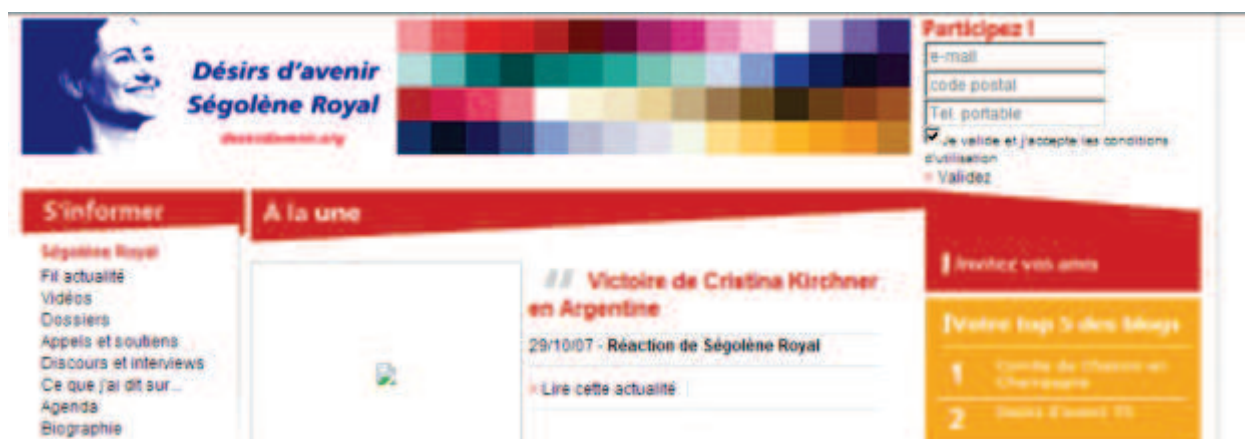 Désirs d'avenir
Ségolène Royal
desirsdavenir.org
Participez !
e-mail
code postal
Tel. portable
Je valide et j'accepte les conditions
d'utilisation
Validez
S'informer
Ségolène Royal
Fil actualité
Vidéos
Dossiers
Appels et soutiens
Discours et interviews
Ce que j'ai dit sur...
Agenda
Biographie
A la une
Victoire de Cristina Kirchner
en Argentine
29/10/07 - Réaction de Ségolène Royal
Lire cette actualité
Invitez vos amis
Votre top 5 des blogs
1
2